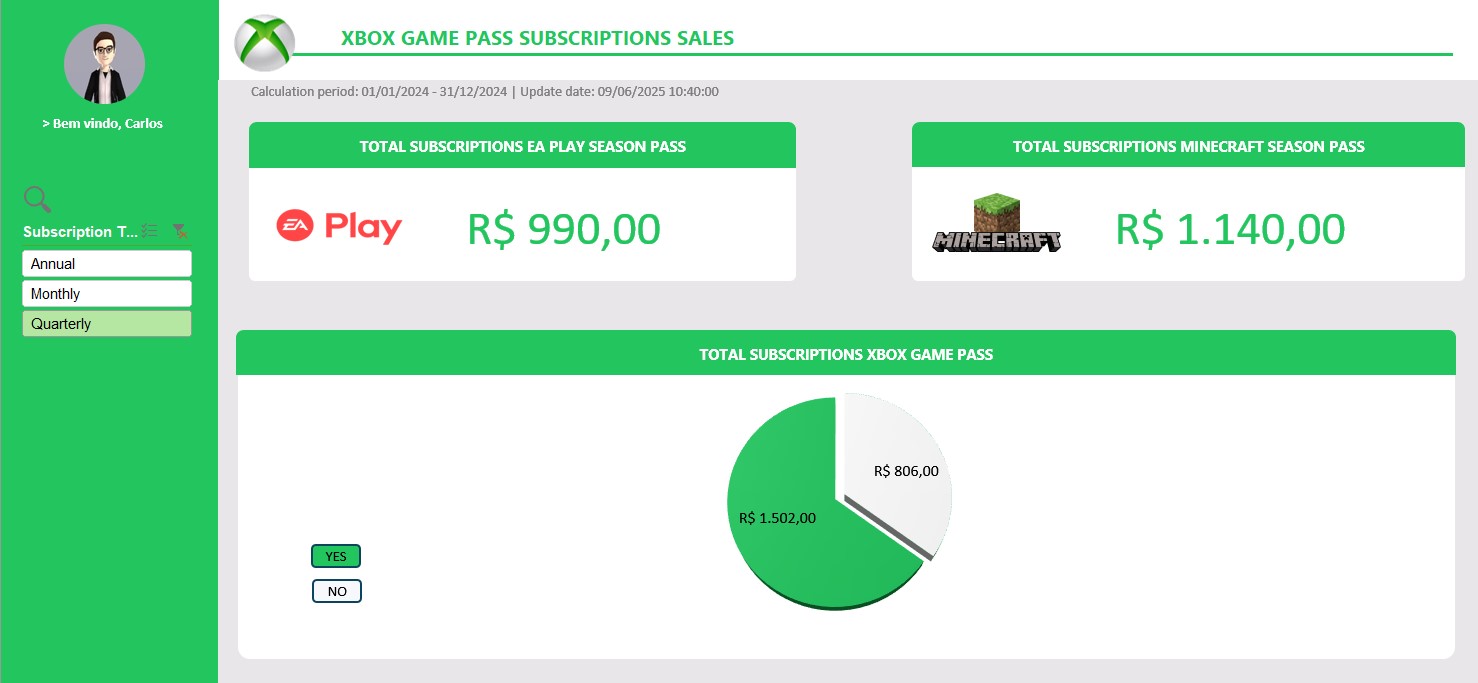 XBOX GAME PASS SUBSCRIPTIONS SALES
Calculation period: 01/01/2024 - 31/12/2024 | Update date: 09/06/2025 10:40:00
> Bem vindo, Carlos
Subscription T...
Annual
Monthly
Quarterly
TOTAL SUBSCRIPTIONS EA PLAY SEASON PASS
EA Play
R$ 990,00
TOTAL SUBSCRIPTIONS MINECRAFT SEASON PASS
MINECRAFT
R$ 1.140,00
TOTAL SUBSCRIPTIONS XBOX GAME PASS
R$ 806,00
R$ 1.502,00
YES
NO